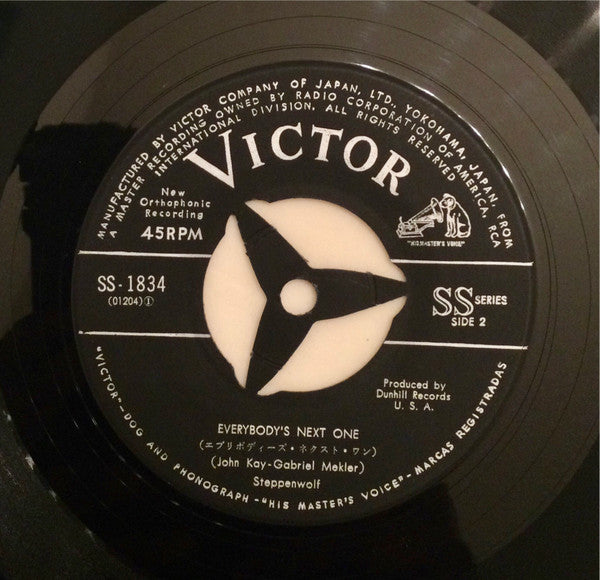 MANUFACTURED BY VICTOR COMPANY OF JAPAN, LTD., YOKOHAMA, JAPAN, FROM
A MASTER RECORDING OWNED BY RADIO CORPORATION OF AMERICA, RCA
INTERNATIONAL DIVISION. ALL RIGHTS RESERVED
VICTOR
New
Orthophonic
Recording
"HIS MASTER'S VOICE"
45RPM
SS-1834
(01204)①
SS SERIES
SIDE 2
Produced by
Dunhill Records
U. S. A.
EVERYBODY'S NEXT ONE
(エブリボディーズ・ネクスト・ワン)
(John Kay-Gabriel Mekler)
Steppenwolf
"VICTOR"-DOG AND PHONOGRAPH-"HIS MASTER'S VOICE"-MARCAS REGISTRADAS